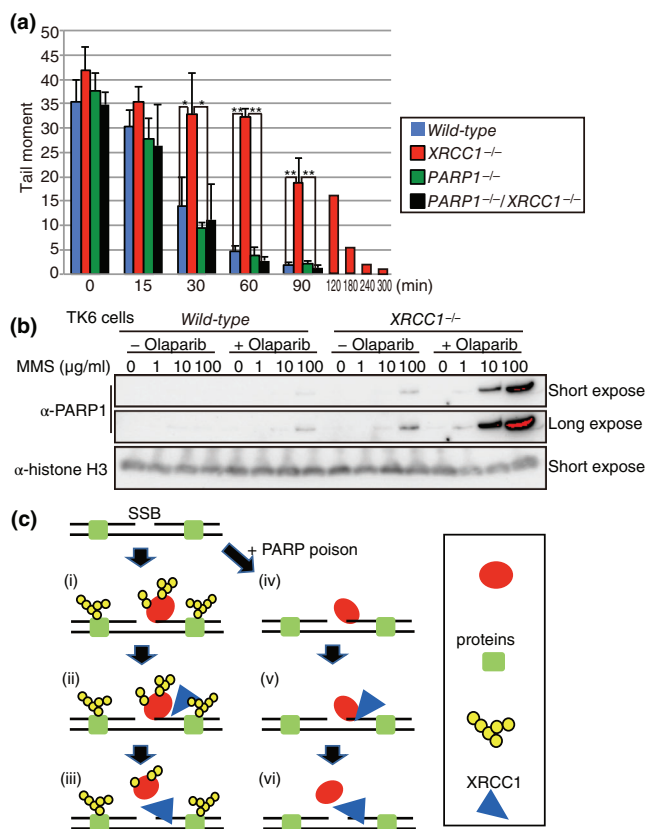 (a)
Tail moment
50
45
40
35
30
25
20
15
10
5
0
* *
** **
** **
0 15 30 60 90 120 180 240 300 (min)
Wild-type
XRCC1−/−
PARP1−/−
PARP1−/−/XRCC1−/−
(b)
TK6 cells Wild-type XRCC1−/−
− Olaparib + Olaparib − Olaparib + Olaparib
MMS (µg/ml) 0 1 10 100 0 1 10 100 0 1 10 100 0 1 10 100
α-PARP1
Short expose
Long expose
α-histone H3 Short expose
(c)
SSB
+ PARP poison
(i) (iv)
(ii) (v)
(iii) (vi)
proteins
XRCC1